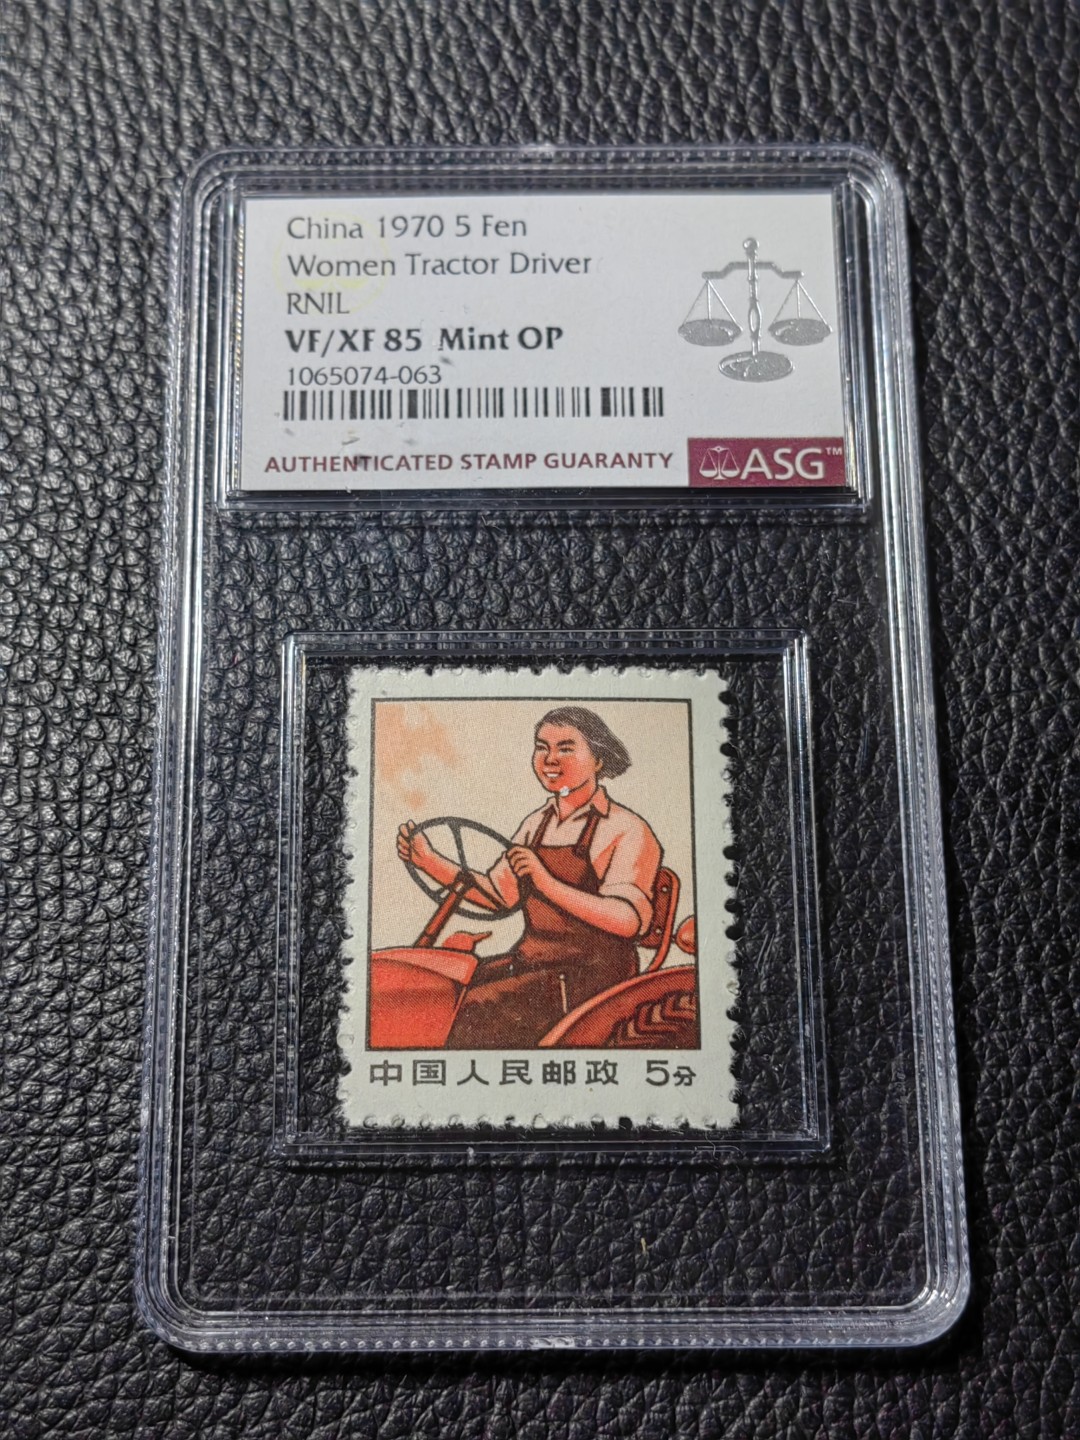 China 1970 5 Fen
Women Tractor Driver
RNIL
VF/XF 85 Mint OP
1065074-063
AUTHENTICATED STAMP GUARANTY ASG™
中国人民邮政 5分